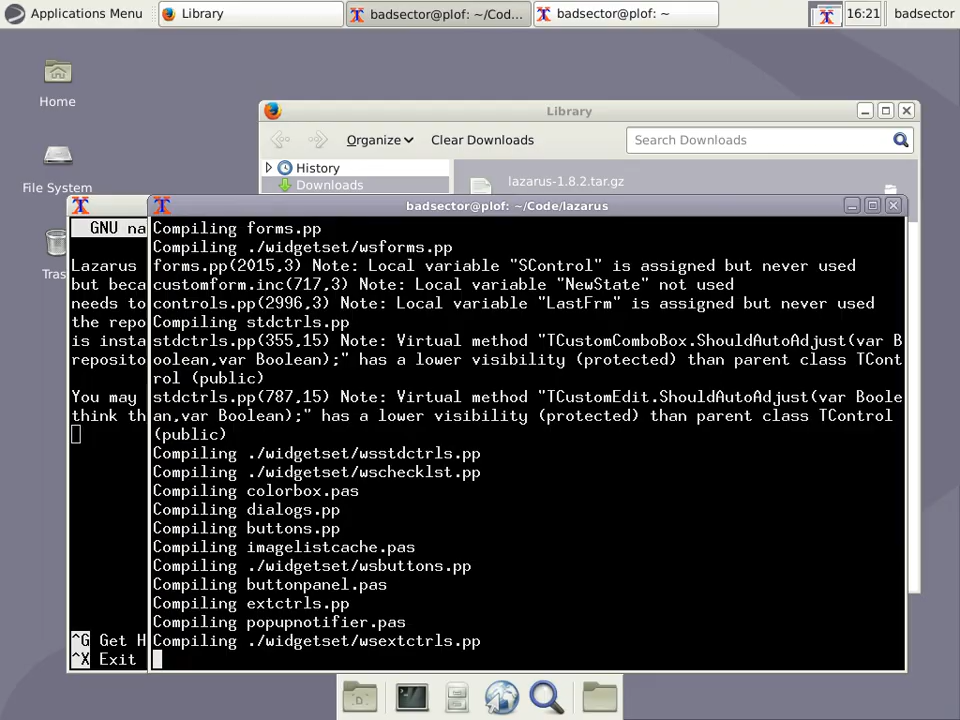 Applications Menu
Library
badsector@plof: ~/Cod...
badsector@plof: ~
16:21
badsector
Home
File System
Tras
Library
Organize
Clear Downloads
Search Downloads
History
Downloads
lazarus-1.8.2.tar.gz
GNU na
Lazarus
but beca
needs to
the repo
is insta
reposito
You may
think th
^G Get H
^X Exit
badsector@plof: ~/Code/lazarus
Compiling forms.pp
Compiling ./widgetset/wsforms.pp
forms.pp(2015,3) Note: Local variable "SControl" is assigned but never used
customform.inc(717,3) Note: Local variable "NewState" not used
controls.pp(2996,3) Note: Local variable "LastFrm" is assigned but never used
Compiling stdctrls.pp
stdctrls.pp(355,15) Note: Virtual method "TCustomComboBox.ShouldAutoAdjust(var B
oolean,var Boolean);" has a lower visibility (protected) than parent class TCont
rol (public)
stdctrls.pp(787,15) Note: Virtual method "TCustomEdit.ShouldAutoAdjust(var Boole
an,var Boolean);" has a lower visibility (protected) than parent class TControl
(public)
Compiling ./widgetset/wsstdctrls.pp
Compiling ./widgetset/wschecklst.pp
Compiling colorbox.pas
Compiling dialogs.pp
Compiling buttons.pp
Compiling imagelistcache.pas
Compiling ./widgetset/wsbuttons.pp
Compiling buttonpanel.pas
Compiling extctrls.pp
Compiling popupnotifier.pas
Compiling ./widgetset/wsextctrls.pp